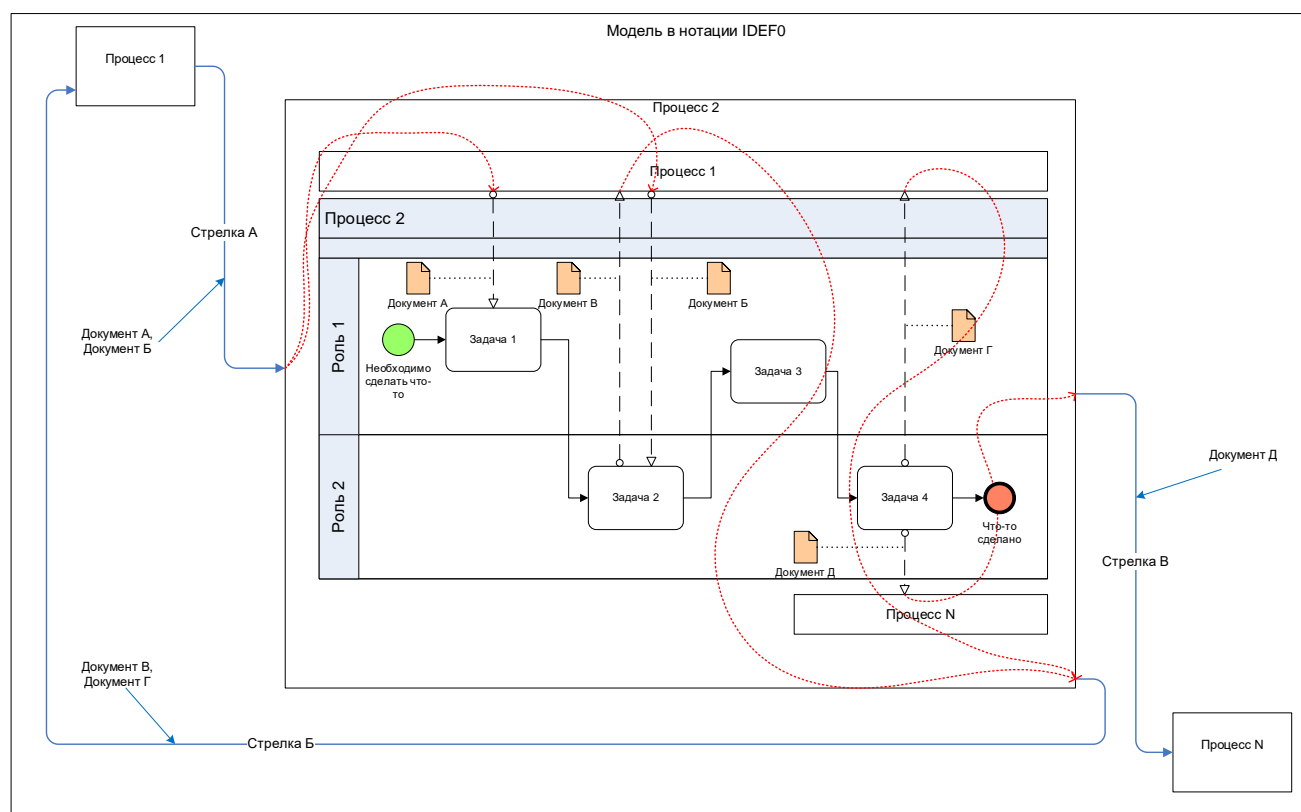 Модель в нотации IDEF0
Процесс 1
Процесс 2
Процесс 1
Процесс 2
Стрелка А
Документ А,
Документ Б
Роль 1
Документ А
Документ В
Документ Б
Документ Г
Необходимо
сделать что-
то
Задача 1
Задача 3
Роль 2
Задача 2
Задача 4
Что-то
сделано
Документ Д
Процесс N
Документ Д
Стрелка В
Документ В,
Документ Г
Стрелка Б
Процесс N